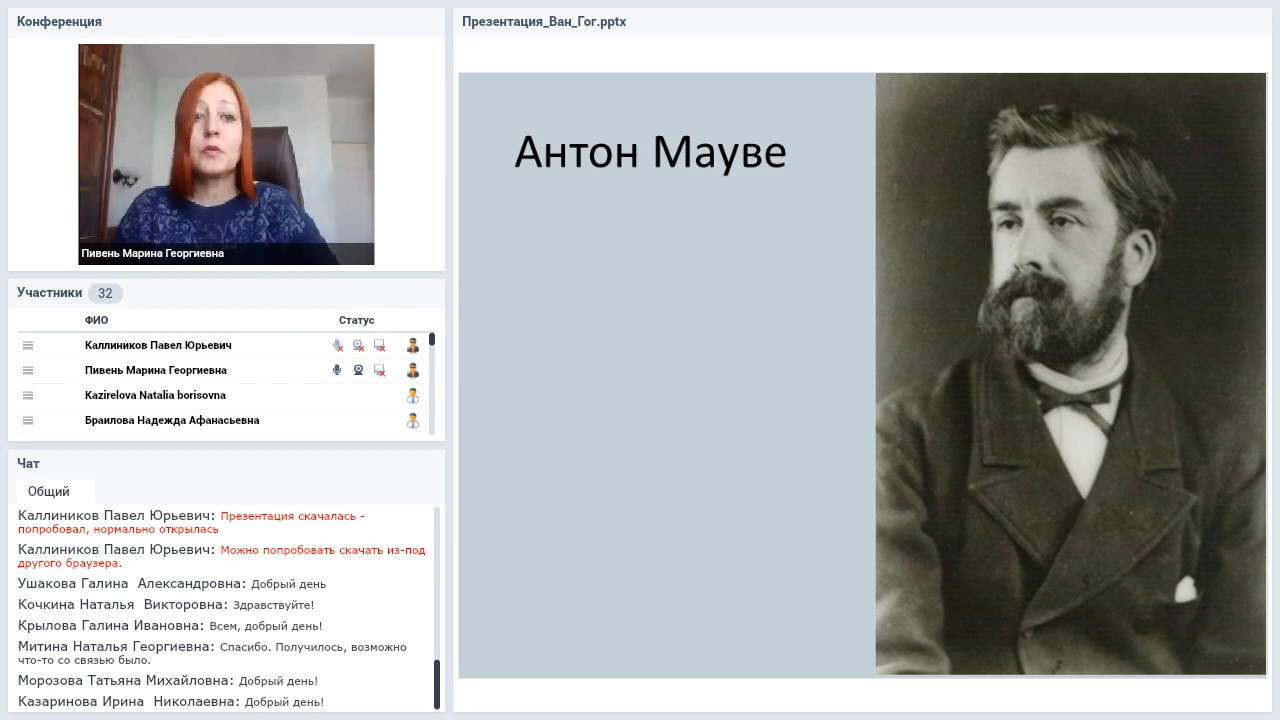 Конференция
Пивень Марина Георгиевна
Участники 32
ФИО Статус
Каллиников Павел Юрьевич
Пивень Марина Георгиевна
Kazirelova Natalia borisovna
Браилова Надежда Афанасьевна
Чат
Общий
Каллиников Павел Юрьевич: Презентация скачалась -
попробовал, нормально открылась
Каллиников Павел Юрьевич: Можно попробовать скачать из-под
другого браузера.
Ушакова Галина Александровна: Добрый день
Кочкина Наталья Викторовна: Здравствуйте!
Крылова Галина Ивановна: Всем, добрый день!
Митина Наталья Георгиевна: Спасибо. Получилось, возможно
что-то со связью было.
Морозова Татьяна Михайловна: Добрый день!
Казаринова Ирина Николаевна: Добрый день!
Презентация_Ван_Гог.pptx
Антон Мауве